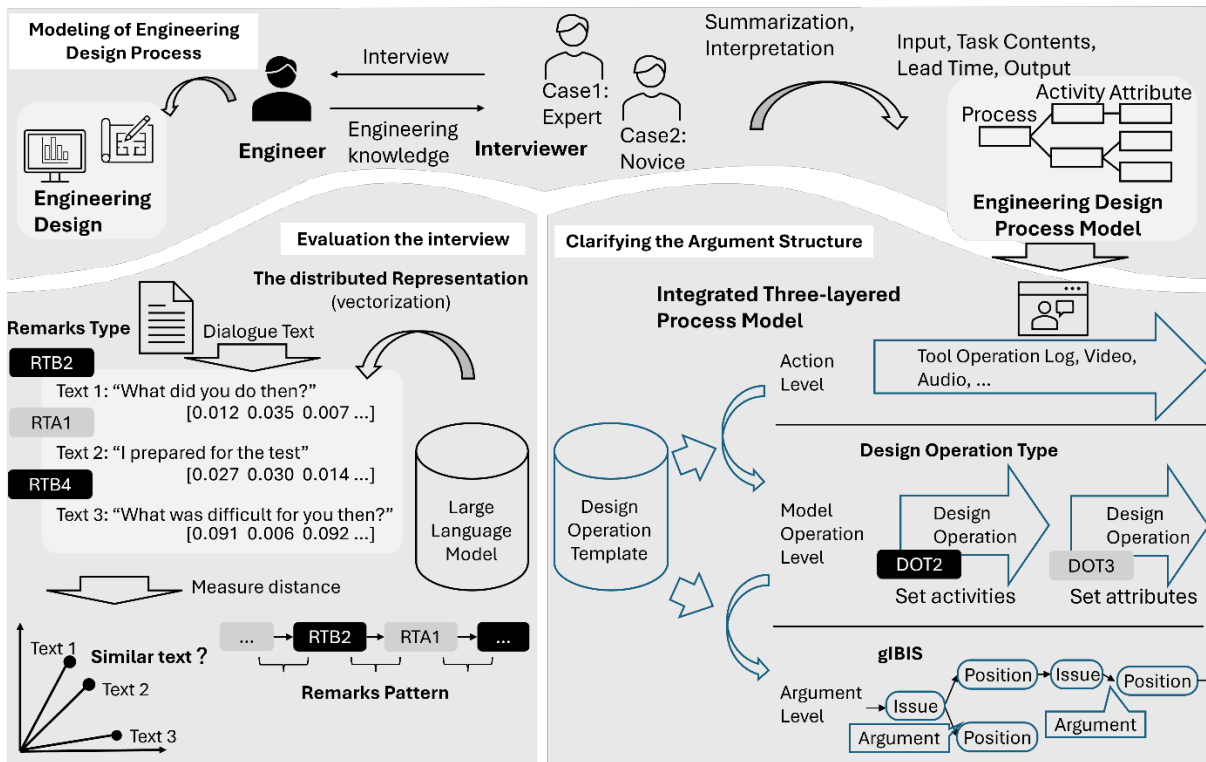 Modeling of Engineering
Design Process
Engineering
Design
Engineer
Interview
Engineering
knowledge
Interviewer
Case1:
Expert
Case2:
Novice
Summarization,
Interpretation
Input, Task Contents,
Lead Time, Output
Process
Activity
Attribute
Engineering Design
Process Model
Evaluation the interview
The distributed Representation
(vectorization)
Remarks Type
Dialogue Text
RTB2
Text 1: “What did you do then?”
[0.012 0.035 0.007 ...]
RTA1
Text 2: “I prepared for the test”
[0.027 0.030 0.014 ...]
RTB4
Text 3: “What was difficult for you then?”
[0.091 0.006 0.092 ...]
Large
Language
Model
Measure distance
Text 1
Similar text ?
Text 2
Text 3
... RTB2 RTA1 ...
Remarks Pattern
Clarifying the Argument Structure
Integrated Three-layered
Process Model
Action
Level
Tool Operation Log, Video,
Audio, ...
Design
Operation
Template
Design Operation Type
Model
Operation
Level
Design
Operation
DOT2
Set activities
Design
Operation
DOT3
Set attributes
gIBIS
Argument
Level
Issue
Position
Issue
Position
Argument
Position
Argument